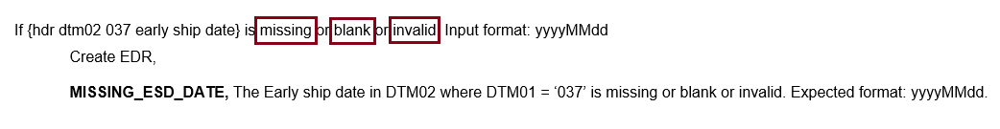 If {hdr dtm02 037 early ship date} is missing or blank or invalid Input format: yyyyMMdd
Create EDR,
MISSING_ESD_DATE, The Early ship date in DTM02 where DTM01 = ‘037’ is missing or blank or invalid. Expected format: yyyyMMdd.